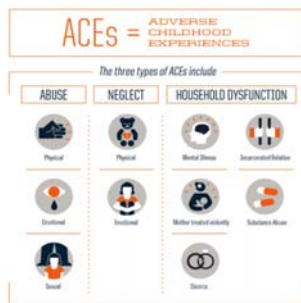 ACEs = ADVERSE
CHILDHOOD
EXPERIENCES
The three types of ACEs include
ABUSE
NEGLECT
HOUSEHOLD DYSFUNCTION
Physical
Physical
Mental Illness
Incarcerated Relative
Emotional
Emotional
Mother treated violently
Substance Abuse
Sexual
Divorce